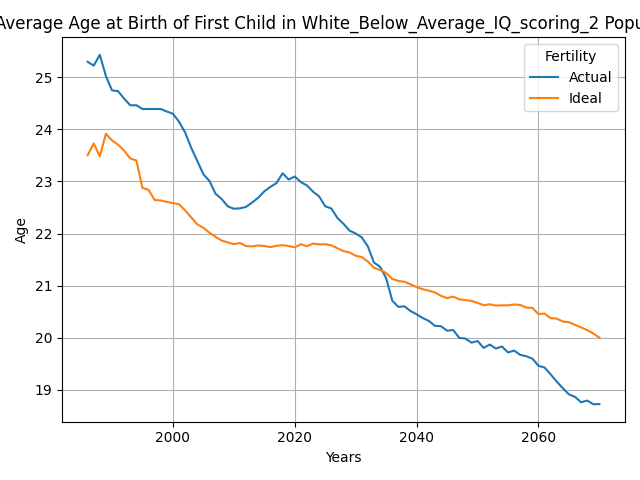 Average Age at Birth of First Child in White_Below_Average_IQ_scoring_2 Popu
Fertility
Actual
Ideal
25
24
23
22
21
20
19
Age
2000
2020
2040
2060
Years